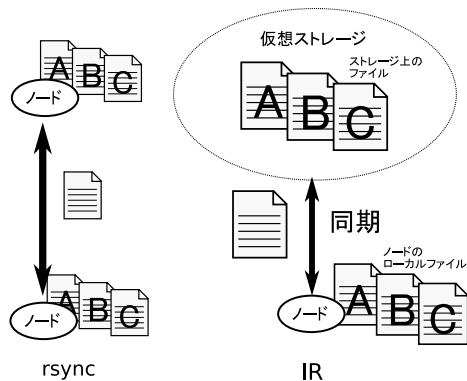 A B C
ノード
A B C
ノード
rsync
仮想ストレージ
ストレージ上の
ファイル
A B C
同期
ノードの
ローカルファイル
A B C
ノード
IR